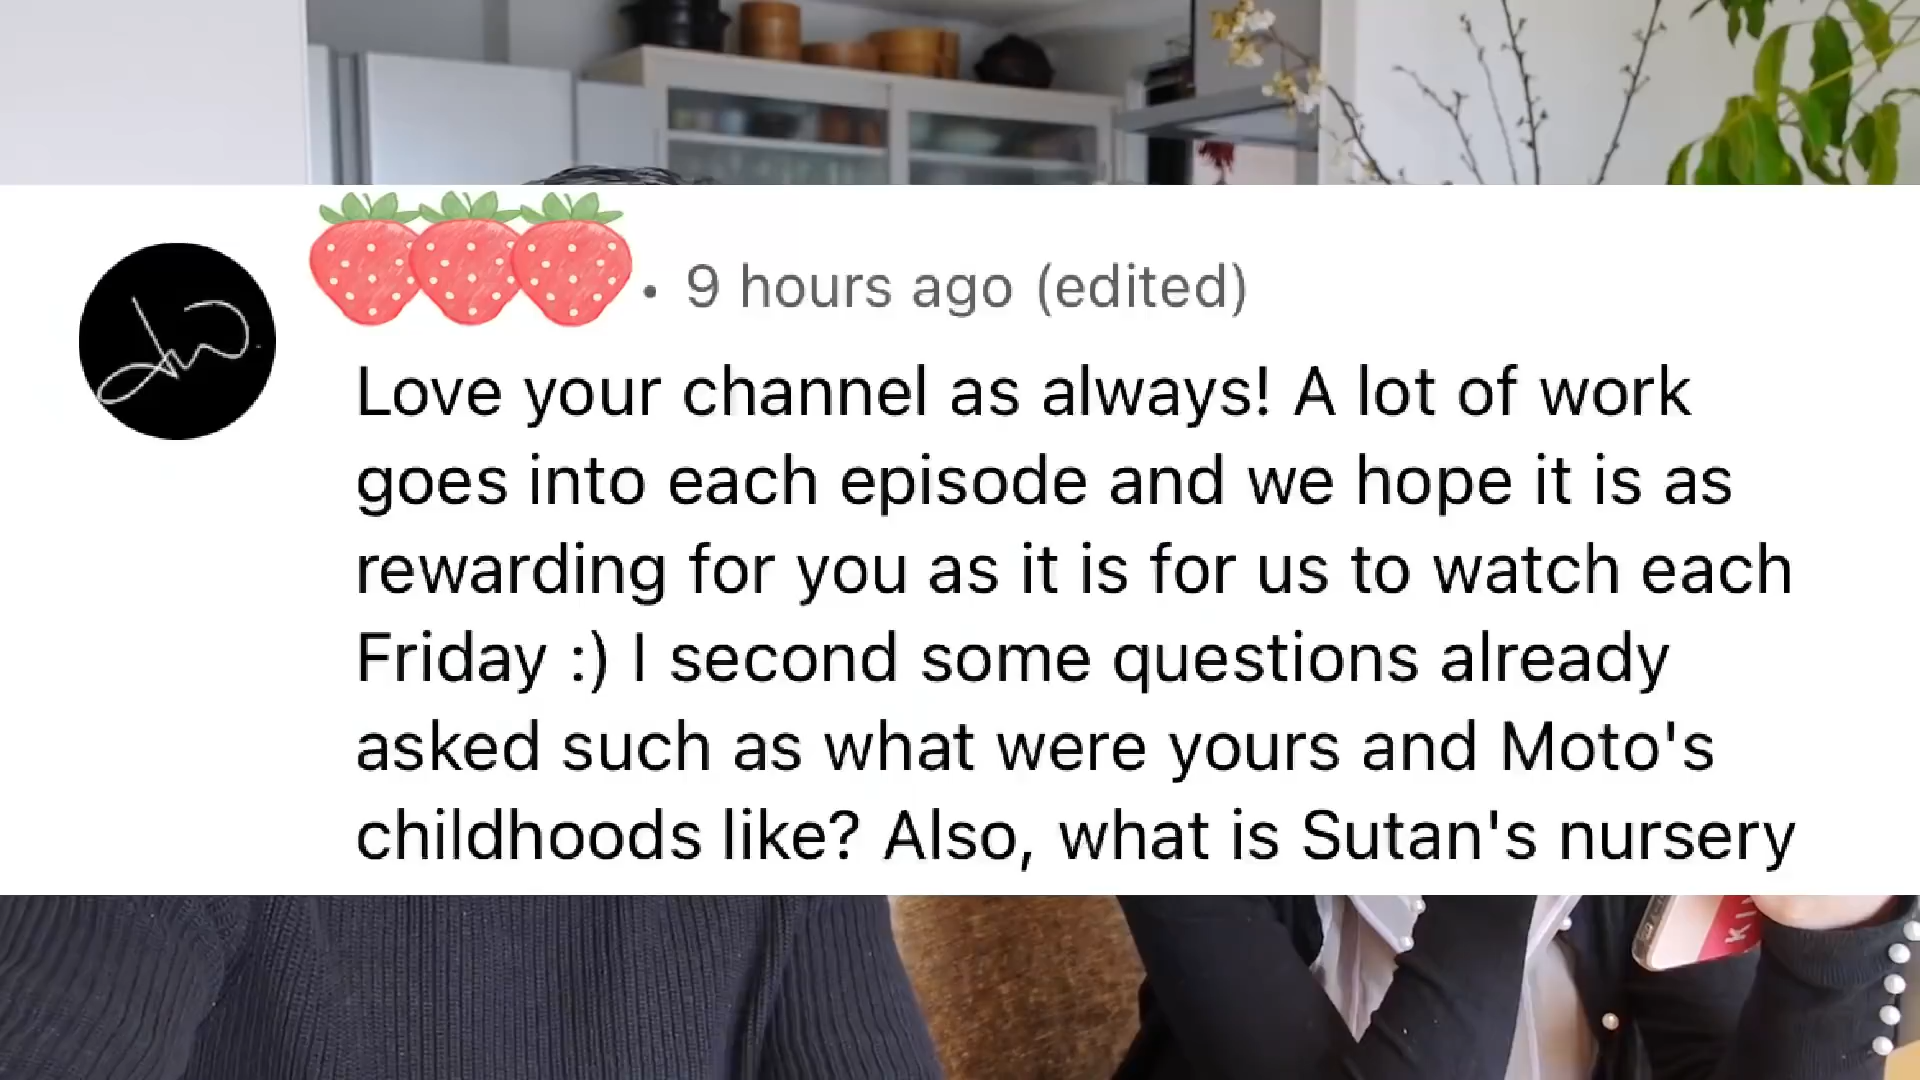 9 hours ago (edited)
Love your channel as always! A lot of work
goes into each episode and we hope it is as
rewarding for you as it is for us to watch each
Friday :) I second some questions already
asked such as what were yours and Moto's
childhoods like? Also, what is Sutan's nursery